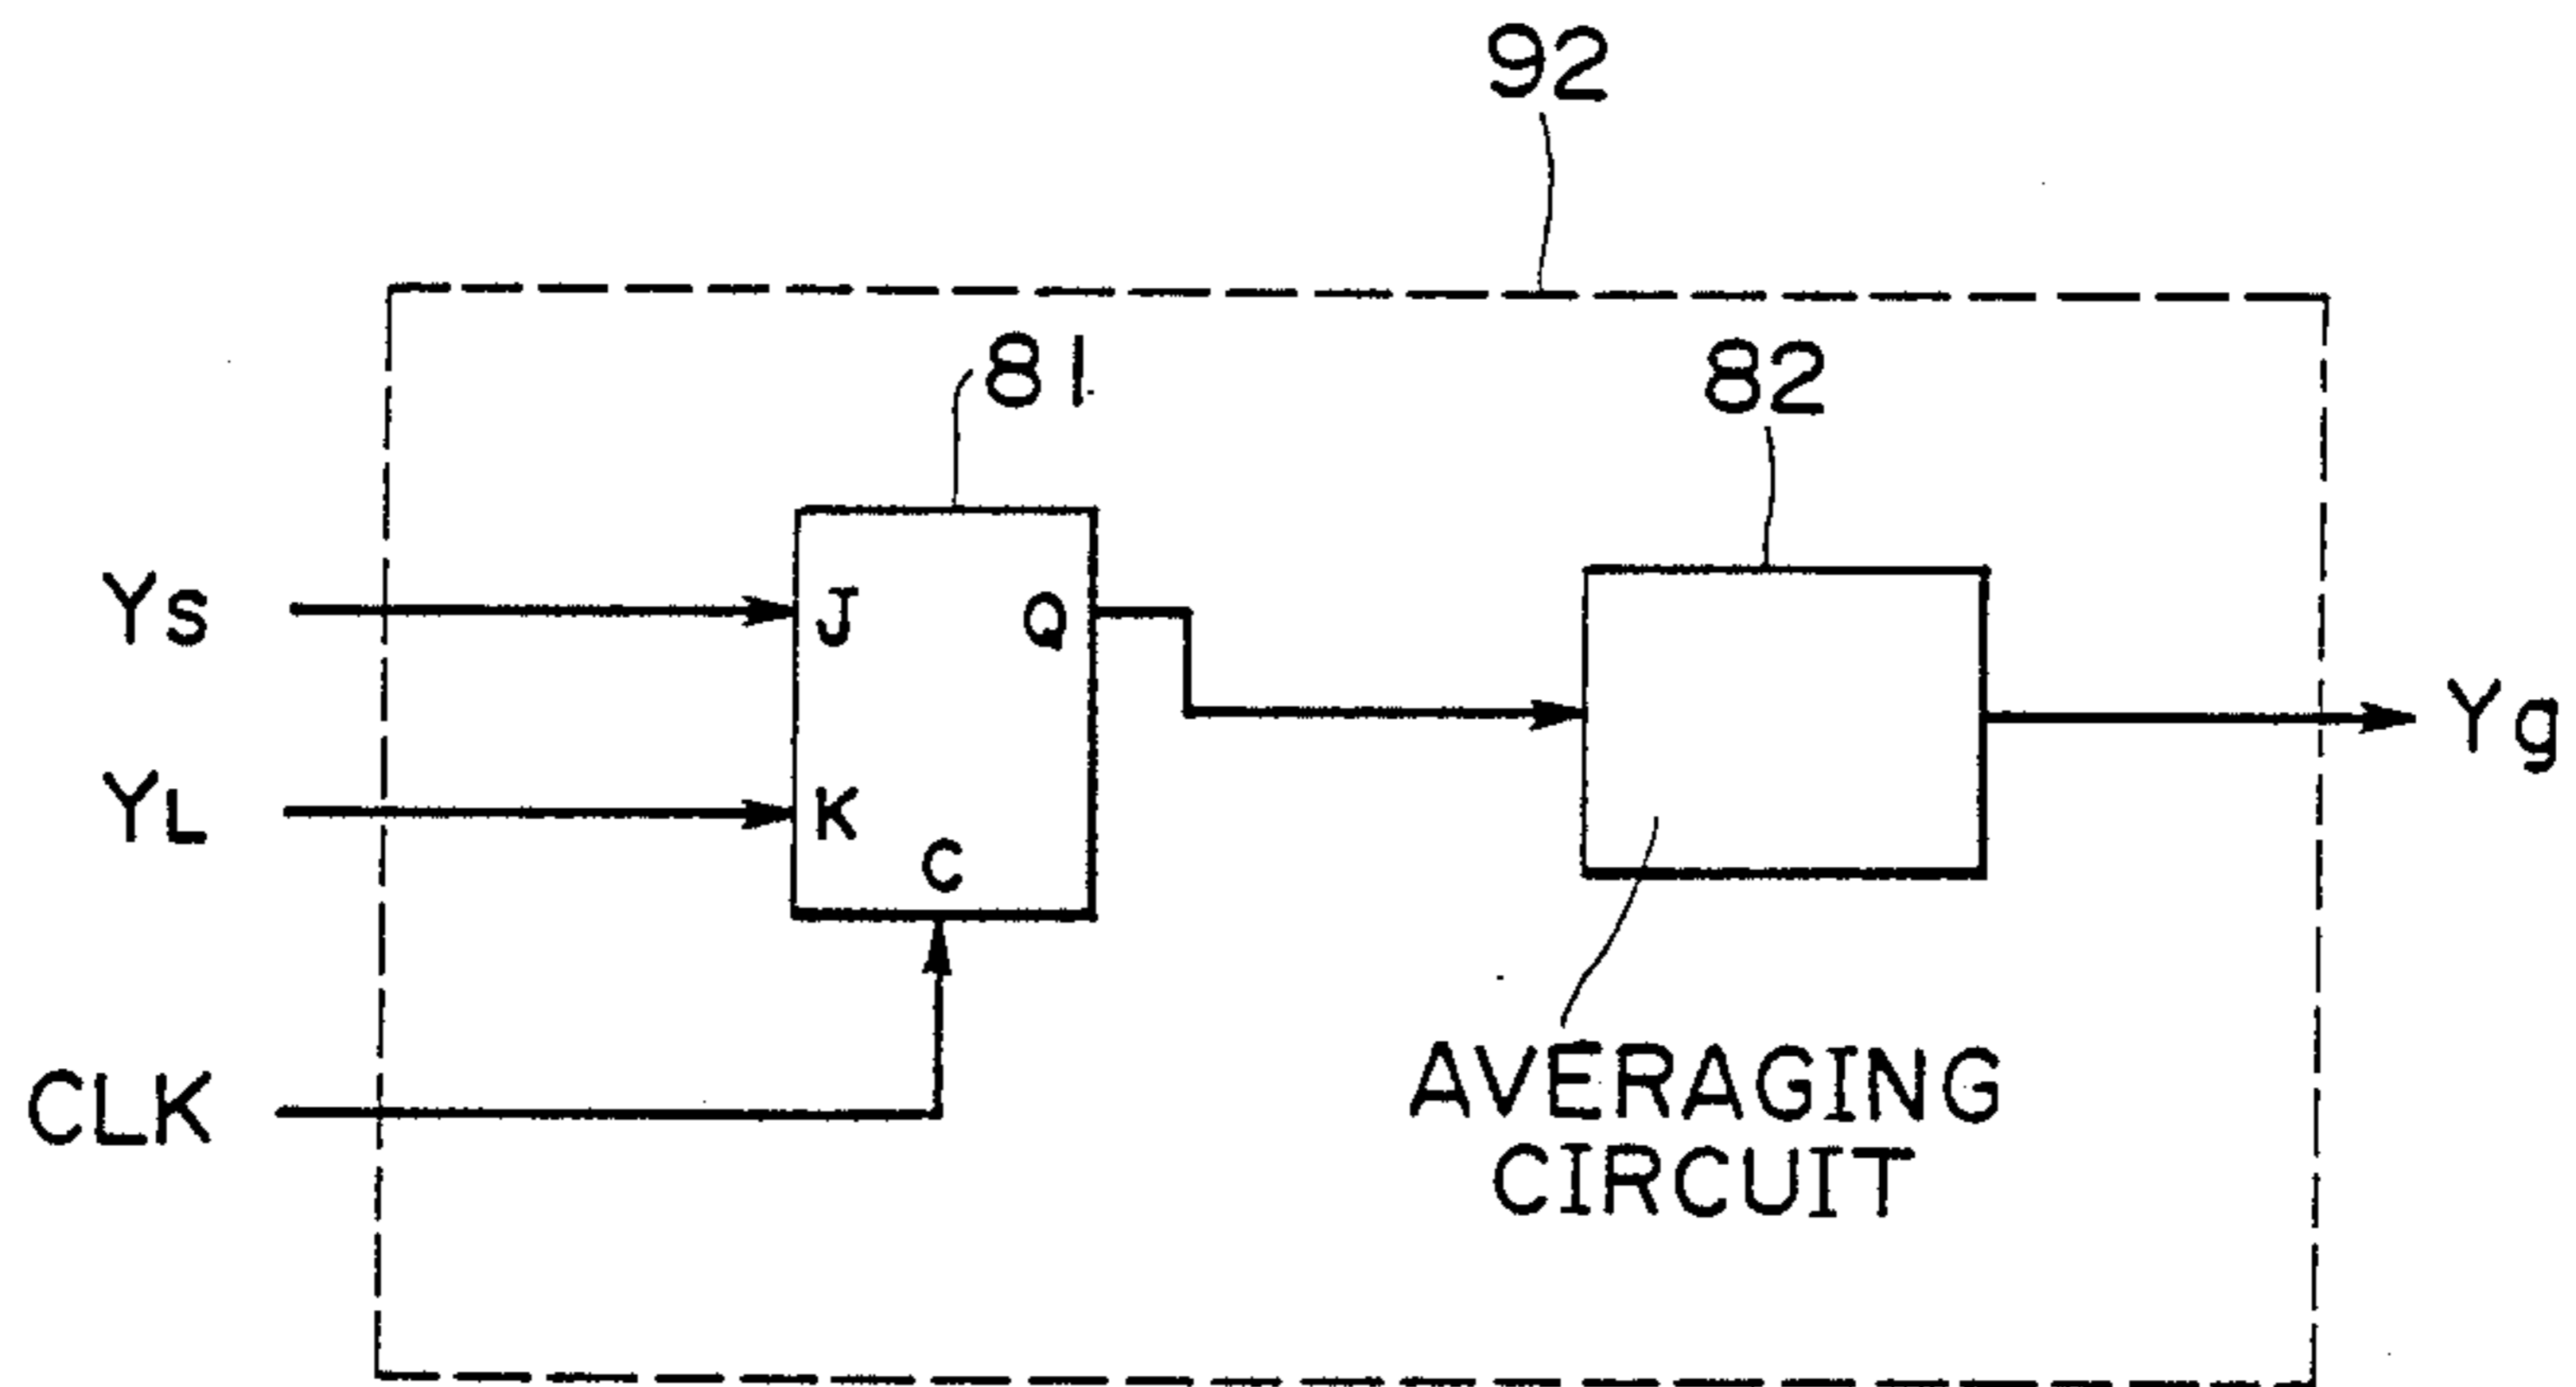 92
81
82
YS
J
Q
Yg
YL
K
C
CLK
AVERAGING
CIRCUIT